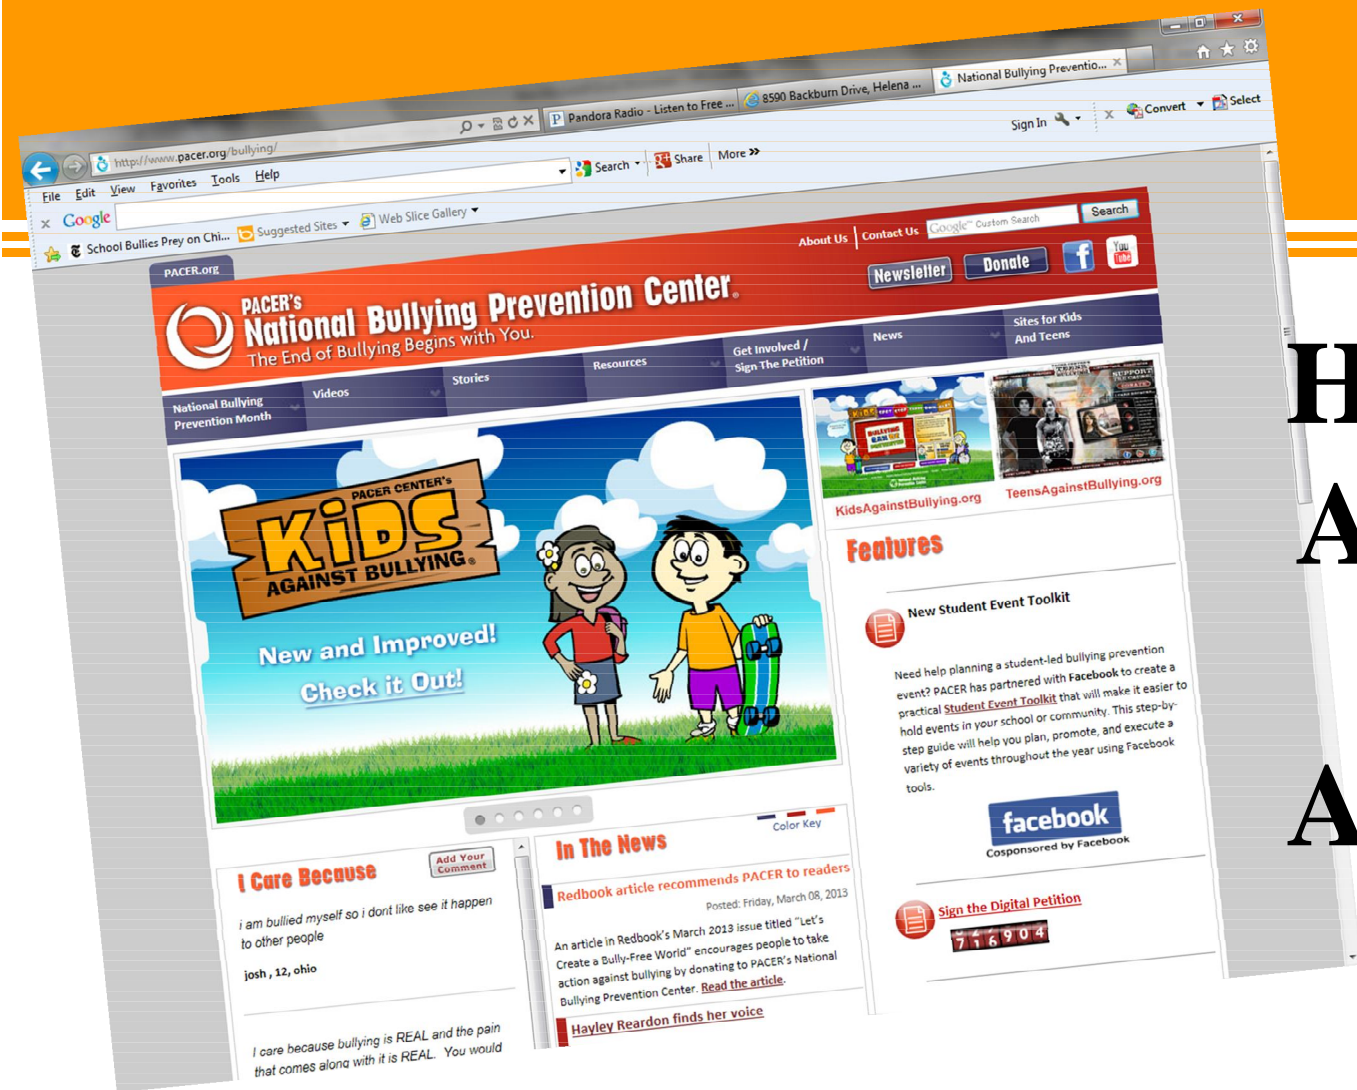 Pandora Radio - Listen to Free ...
8590 Backburn Drive, Helena ...
National Bullying Preventio...
http://www.pacer.org/bullying/
File Edit View Favorites Tools Help
Google
Search
Share
More »
Sign In
Convert
Select
School Bullies Prey on Chi...
Suggested Sites
Web Slice Gallery
PACER.org
About Us
Contact Us
Google™ Custom Search
Search
Newsletter
Donate
f
You
Tube
PACER's
National Bullying Prevention Center®
The End of Bullying Begins with You.
National Bullying
Prevention Month
Videos
Stories
Resources
Get Involved /
Sign The Petition
News
Sites for Kids
And Teens
PACER CENTER'S
KiDS
AGAINST BULLYING®
New and Improved!
Check it Out!
KidsAgainstBullying.org
TeensAgainstBullying.org
Features
New Student Event Toolkit
Need help planning a student-led bullying prevention
event? PACER has partnered with Facebook to create a
practical Student Event Toolkit that will make it easier to
hold events in your school or community. This step-by-
step guide will help you plan, promote, and execute a
variety of events throughout the year using Facebook
tools.
facebook
Cosponsored by Facebook
Sign the Digital Petition
716904
I Care Because
Add Your
Comment
i am bullied myself so i dont like see it happen
to other people
josh , 12, ohio
I care because bullying is REAL and the pain
that comes along with it is REAL. You would
In The News
Color Key
Redbook article recommends PACER to readers
Posted: Friday, March 08, 2013
An article in Redbook's March 2013 issue titled "Let's
Create a Bully-Free World" encourages people to take
action against bullying by donating to PACER's National
Bullying Prevention Center. Read the article.
Hayley Reardon finds her voice
H
A
A